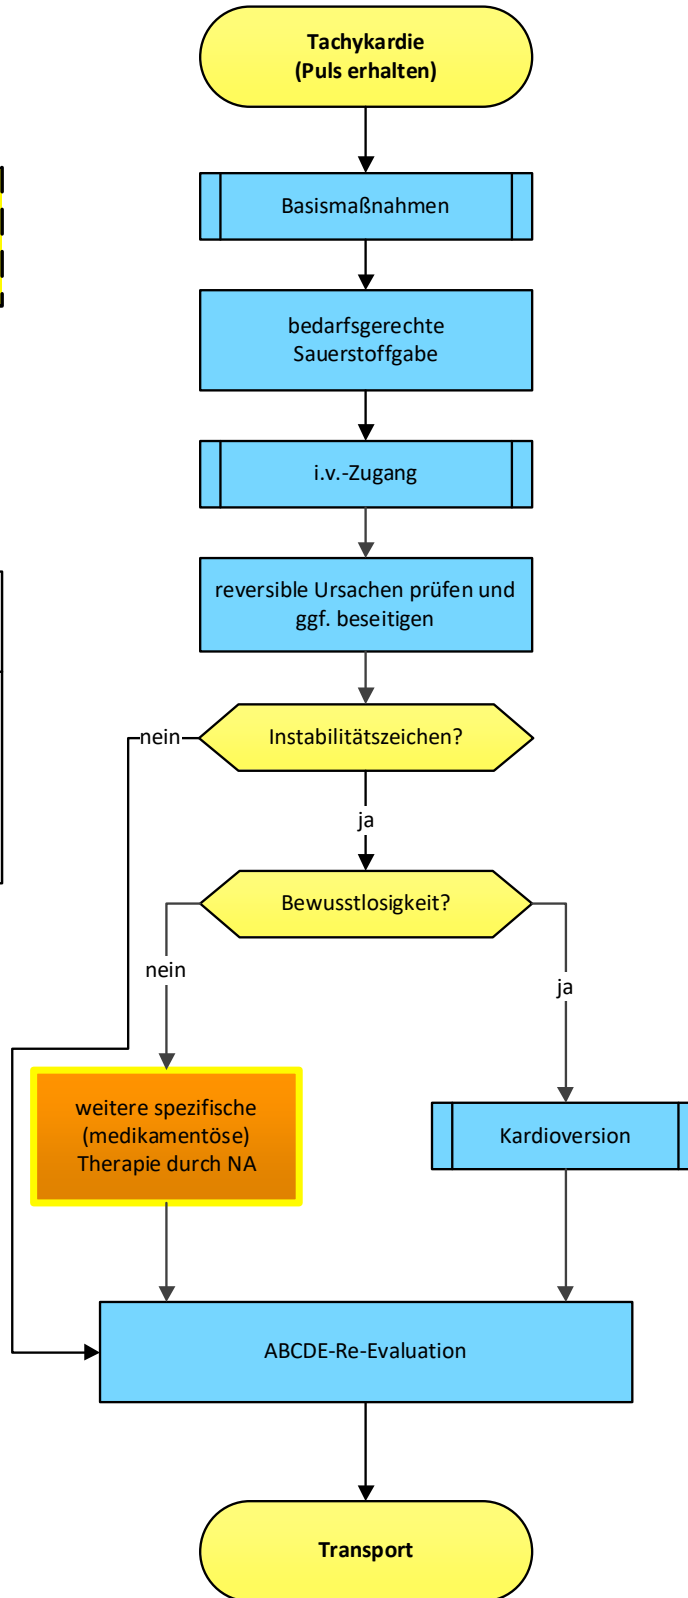 Tachykardie
(Puls erhalten)
Basismaßnahmen
bedarfsgerechte
Sauerstoffgabe
i.v.-Zugang
reversible Ursachen prüfen und
ggf. beseitigen
nein
Instabilitätszeichen?
ja
Bewusstlosigkeit?
nein
ja
weitere spezifische
(medikamentöse)
Therapie durch NA
Kardioversion
ABCDE-Re-Evaluation
Transport